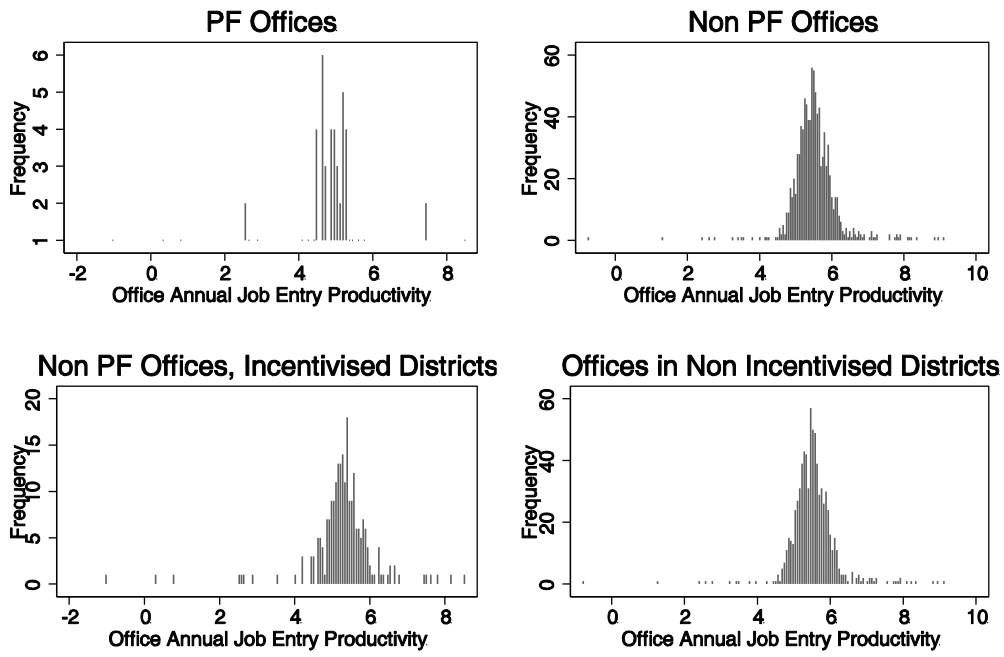 PF Offices
Frequency
6
5
4
3
2
1
-2 0 2 4 6 8
Office Annual Job Entry Productivity
Non PF Offices
Frequency
60
40
20
0
0 2 4 6 8 10
Office Annual Job Entry Productivity
Non PF Offices, Incentivised Districts
Frequency
20
15
10
5
0
-2 0 2 4 6 8
Office Annual Job Entry Productivity
Offices in Non Incentivised Districts
Frequency
60
40
20
0
0 2 4 6 8 10
Office Annual Job Entry Productivity